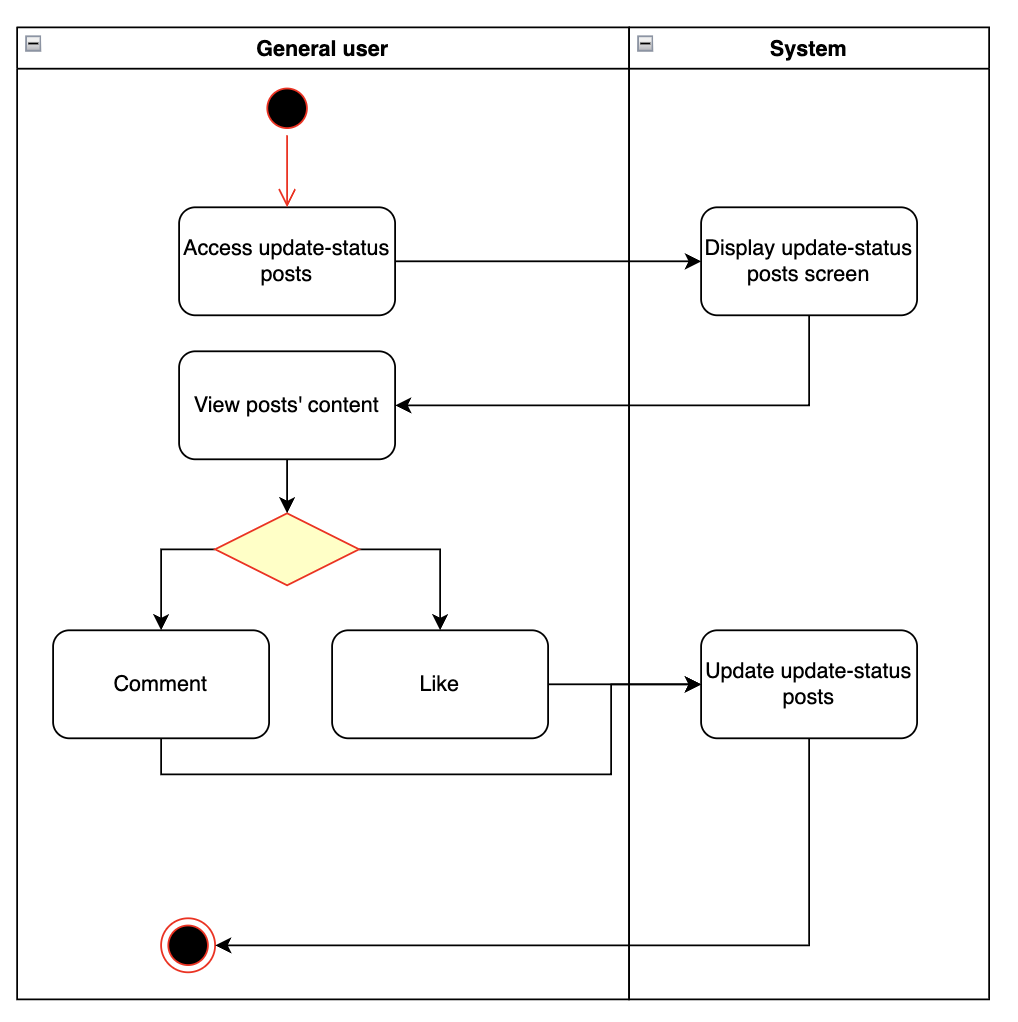 General user
System
Access update-status
posts
Display update-status
posts screen
View posts' content
Comment
Like
Update update-status
posts